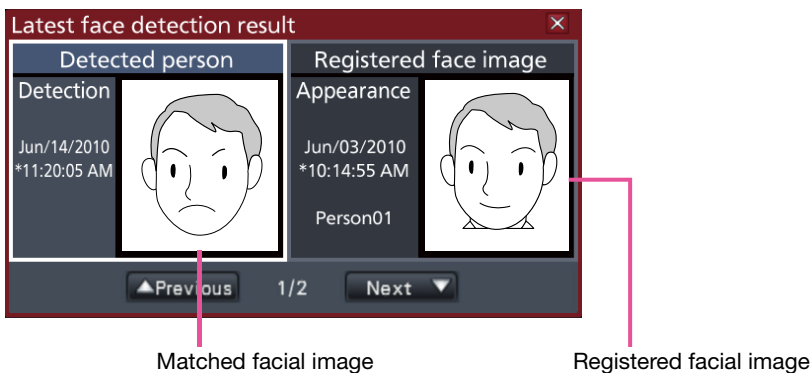 Latest face detection result
Detected person
Registered face image
Detection
Jun/14/2010
*11:20:05 AM
Appearance
Jun/03/2010
*10:14:55 AM
Person01
▲Previous 1/2 Next ▼
Matched facial image
Registered facial image